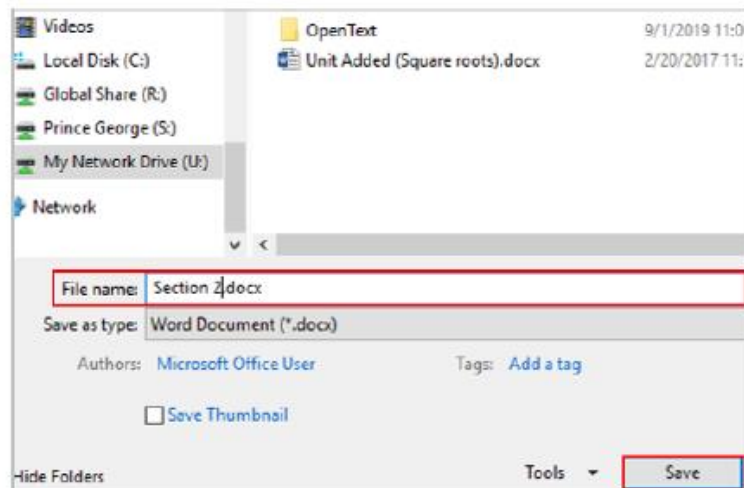 Videos
OpenText 9/1/2019 11:0
Local Disk (C:)
Unit Added (Square roots).docx 2/20/2017 11:
Global Share (R:)
Prince George (S:)
My Network Drive (U:)
Network
File name: Section 2.docx
Save as type: Word Document (*.docx)
Authors: Microsoft Office User Tags: Add a tag
Save Thumbnail
Hide Folders Tools Save